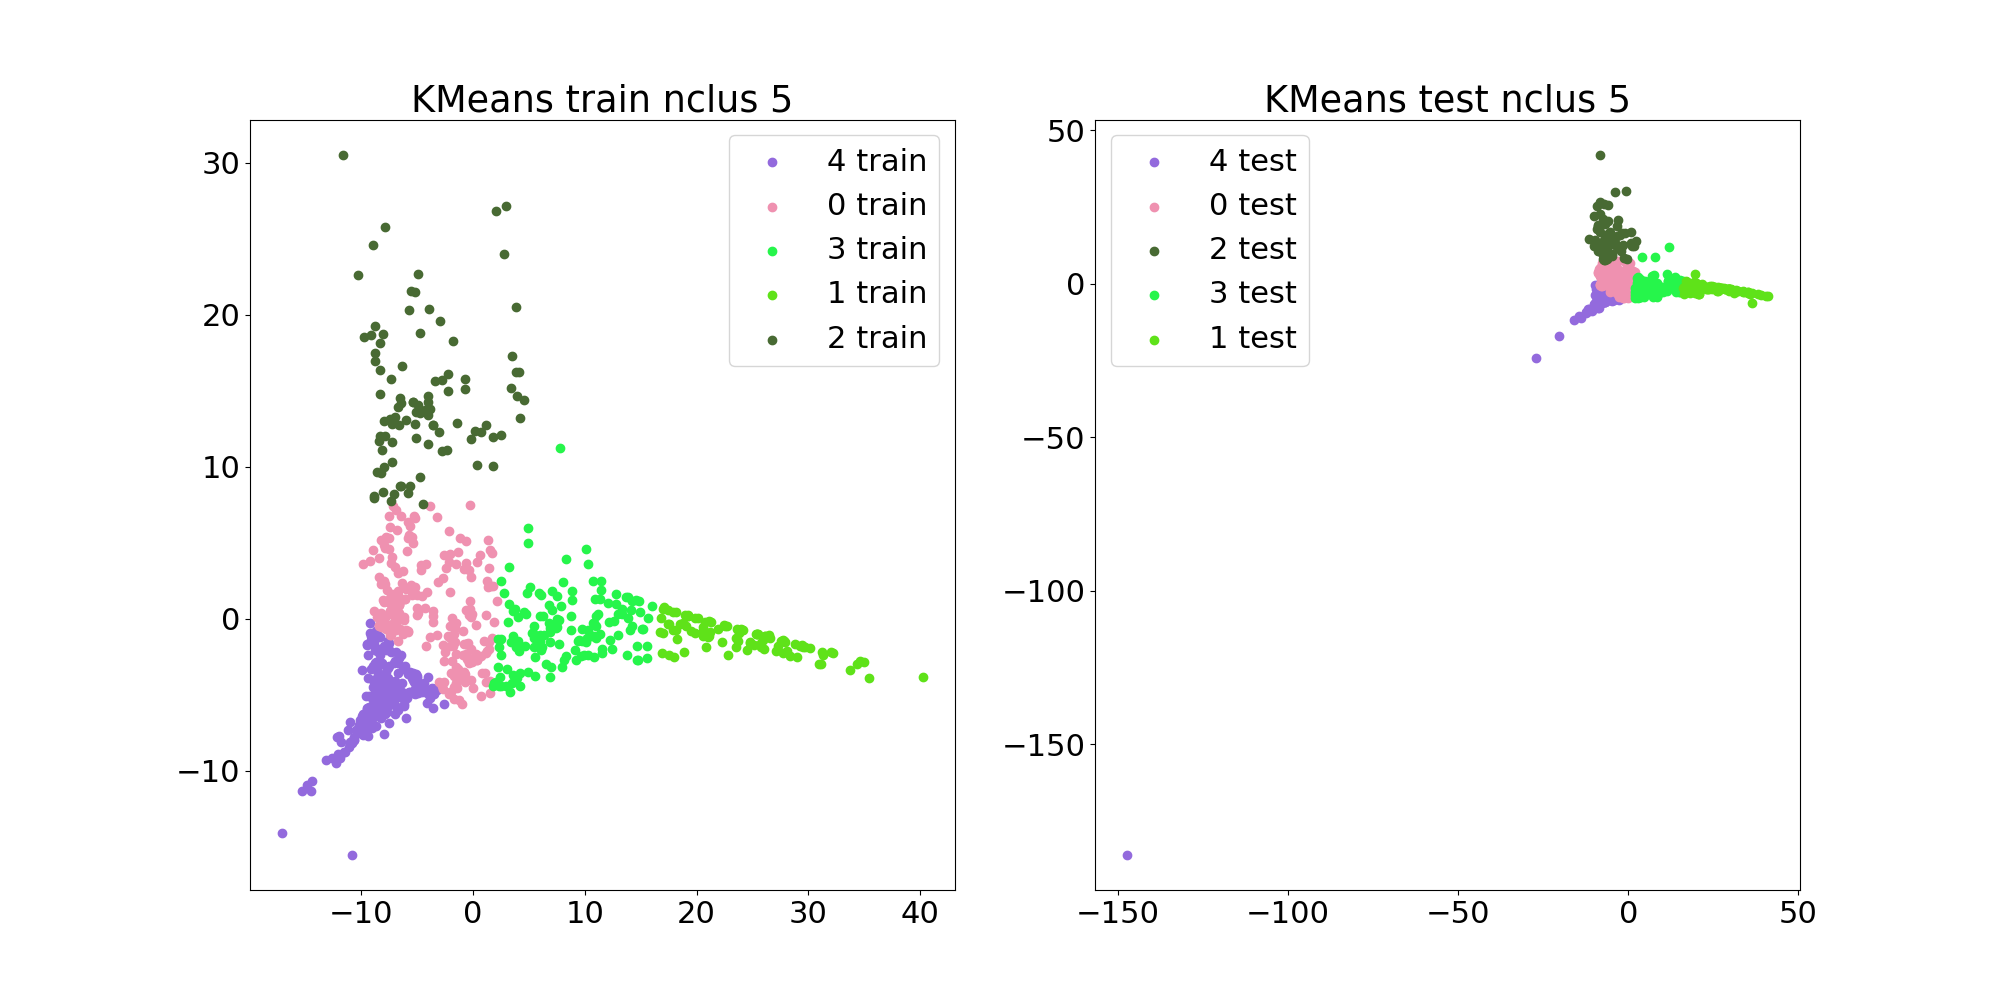 KMeans train nclus 5
30
20
10
0
−10
−10 0 10 20 30 40
4 train
0 train
3 train
1 train
2 train
KMeans test nclus 5
50
0
−50
−100
−150
−150 −100 −50 0 50
4 test
0 test
2 test
3 test
1 test